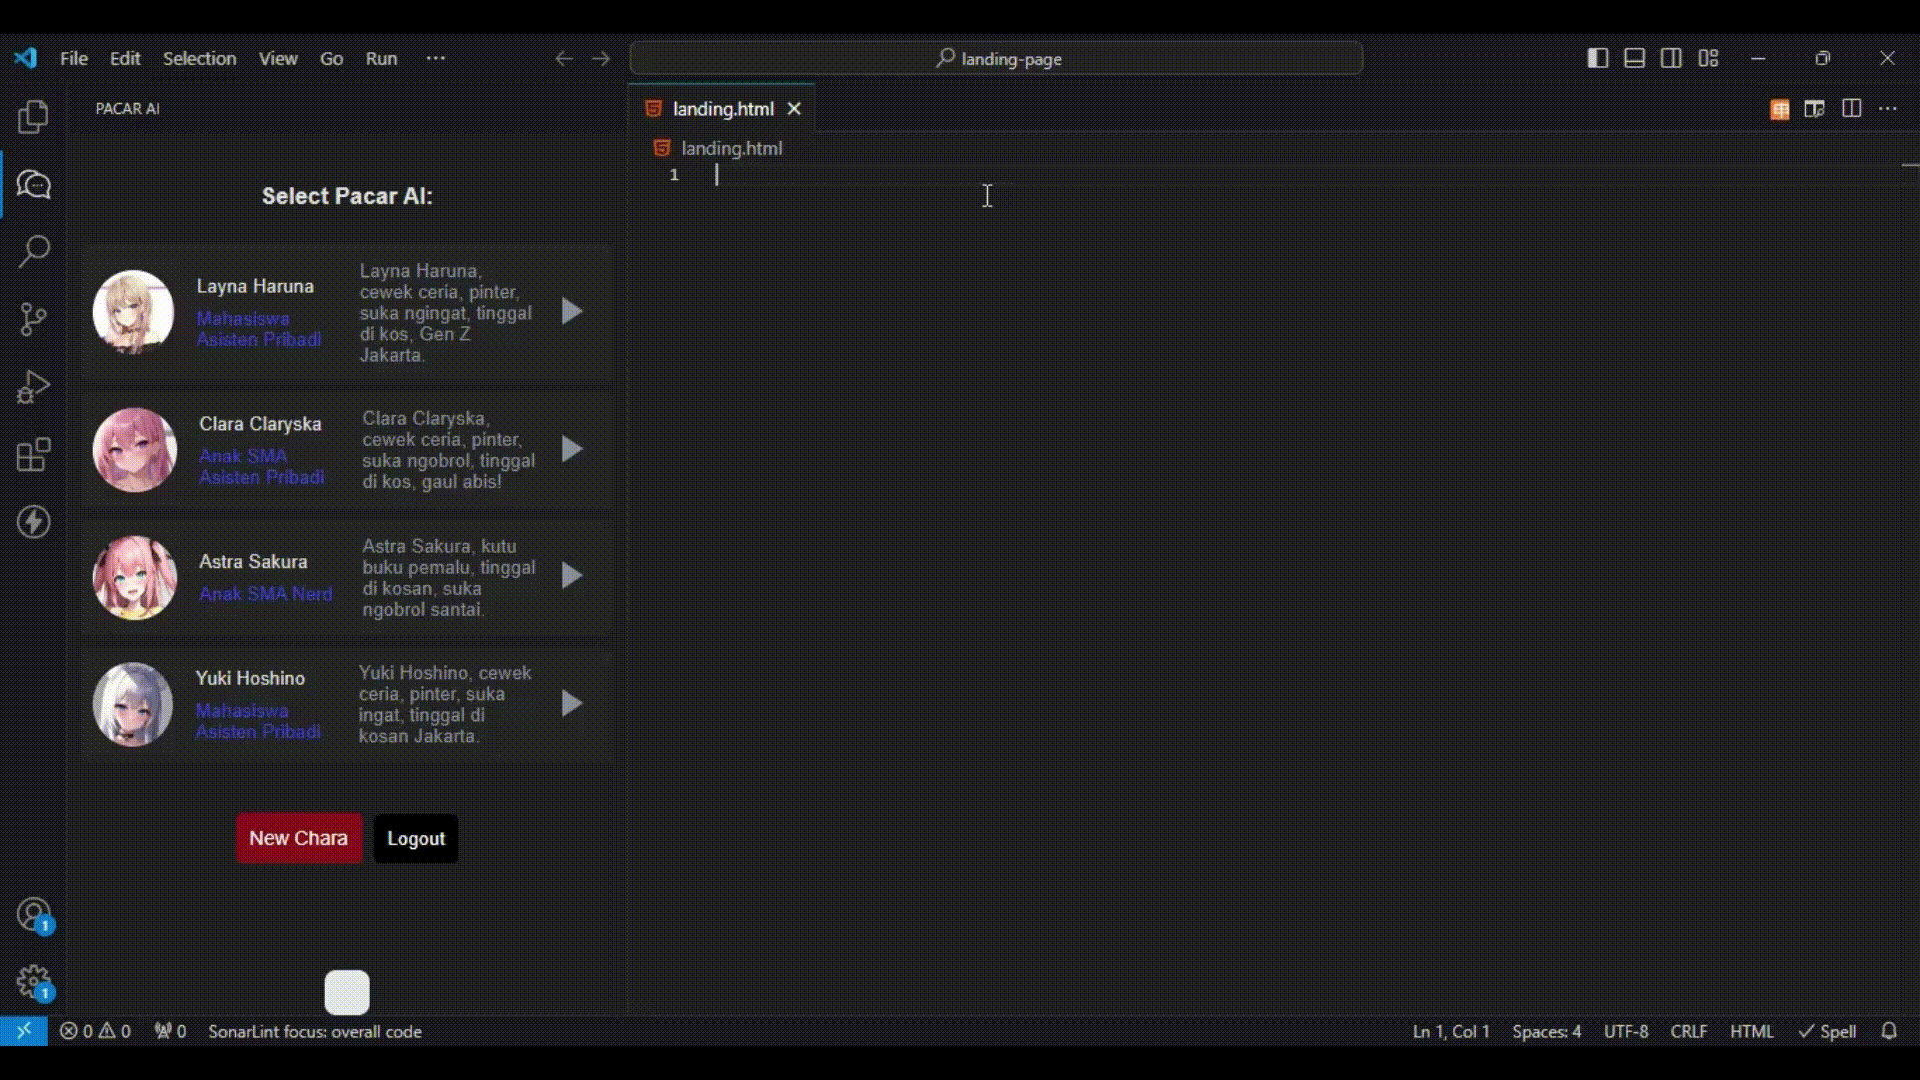 File Edit Selection View Go Run ···
landing-page
PACAR AI
landing.html
landing.html
1
Select Pacar AI:
Layna Haruna
Mahasiswa
Asisten Pribadi
Layna Haruna,
cewek ceria, pinter,
suka ngingat, tinggal
di kos, Gen Z
Jakarta.
Clara Claryska
Anak SMA
Asisten Pribadi
Clara Claryska,
cewek ceria, pinter,
suka ngobrol, tinggal
di kos, gaul abis!
Astra Sakura
Anak SMA Nerd
Astra Sakura, kutu
buku pemalu, tinggal
di kosan, suka
ngobrol santai.
Yuki Hoshino
Mahasiswa
Asisten Pribadi
Yuki Hoshino, cewek
ceria, pinter, suka
ingat, tinggal di
kosan Jakarta.
New Chara
Logout
1
1
0 0 0 SonarLint focus: overall code
Ln 1, Col 1 Spaces: 4 UTF-8 CRLF HTML Spell